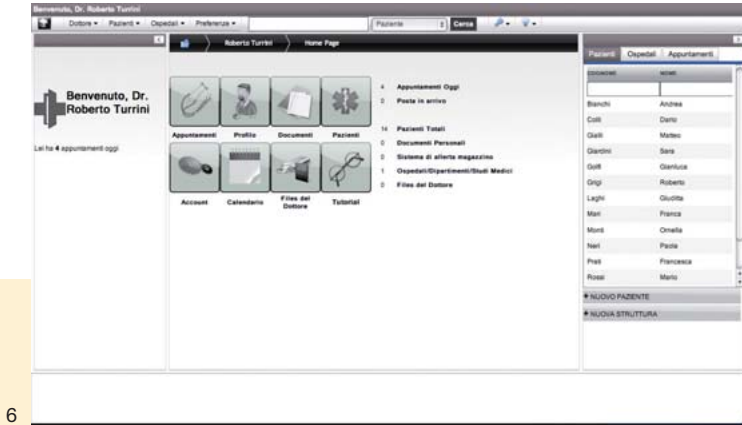 Benvenuto, Dr. Roberto Turrini
Dottore Pazienti Ospedali Preferenze Paziente Cerca
Roberto Turrini Home Page
Benvenuto, Dr.
Roberto Turrini
Lei ha 4 appuntamenti oggi
Appuntamenti Profilo Documenti Pazienti
Account Calendario Files del Dottore Tutorial
4 Appuntamenti Oggi
0 Posta in arrivo
14 Pazienti Totali
0 Documenti Personali
0 Sistema di allerta magazzino
1 Ospedali/Dipartimenti/Studi Medici
0 Files del Dottore
Pazienti Ospedali Appuntamenti
COGNOME NOME
Bianchi Andrea
Colli Dario
Gialli Matteo
Giardini Sara
Golfi Gianluca
Grigi Roberto
Laghi Giuditta
Mari Franca
Monti Ornella
Neri Paola
Prati Francesca
Rossi Mario
+ NUOVO PAZIENTE
+ NUOVA STRUTTURA
6